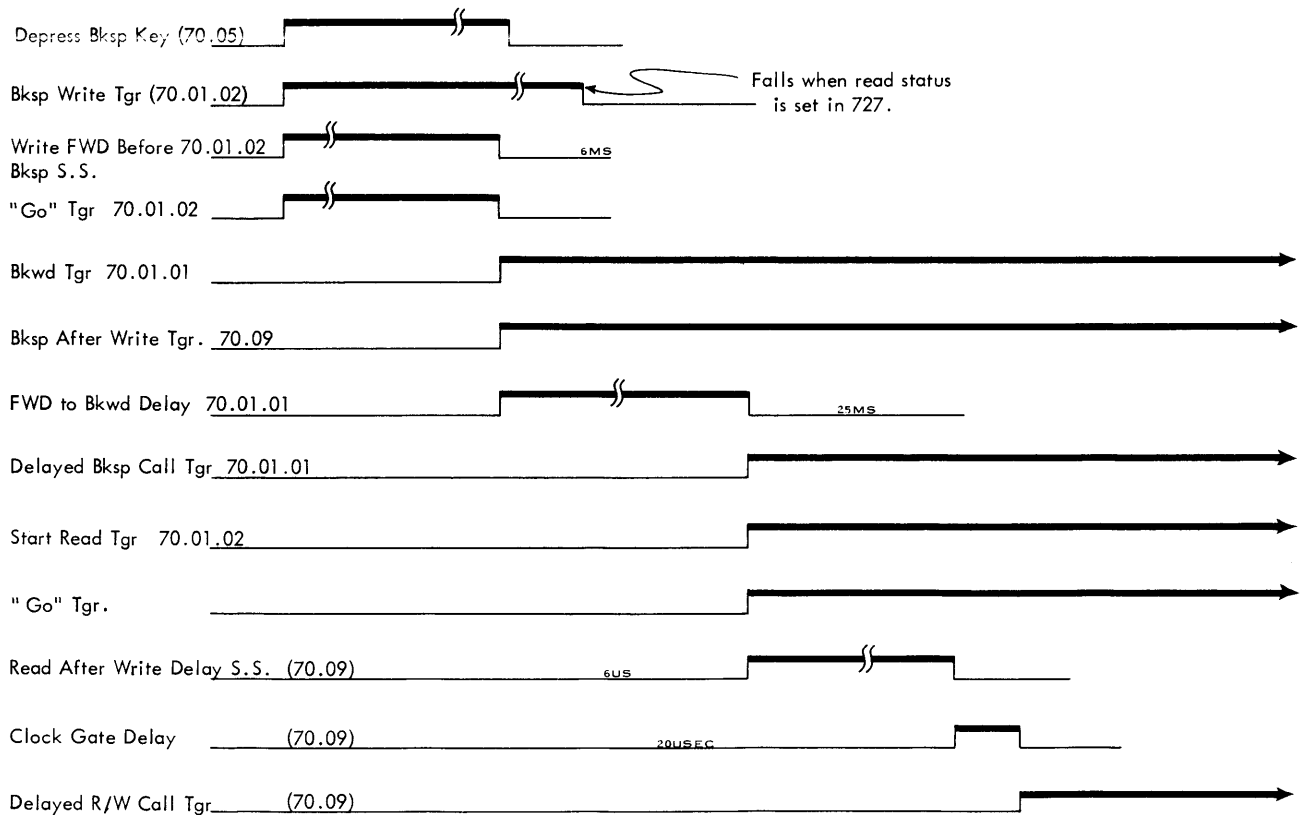 Depress Bksp Key (70.05)
Bksp Write Tgr (70.01.02)
Falls when read status
is set in 727.
Write FWD Before 70.01.02
Bksp S.S.
6MS
"Go" Tgr 70.01.02
Bkwd Tgr 70.01.01
Bksp After Write Tgr. 70.09
FWD to Bkwd Delay 70.01.01
25MS
Delayed Bksp Call Tgr 70.01.01
Start Read Tgr 70.01.02
"Go" Tgr.
Read After Write Delay S.S. (70.09) 6US
Clock Gate Delay (70.09) 20USEC
Delayed R/W Call Tgr (70.09)